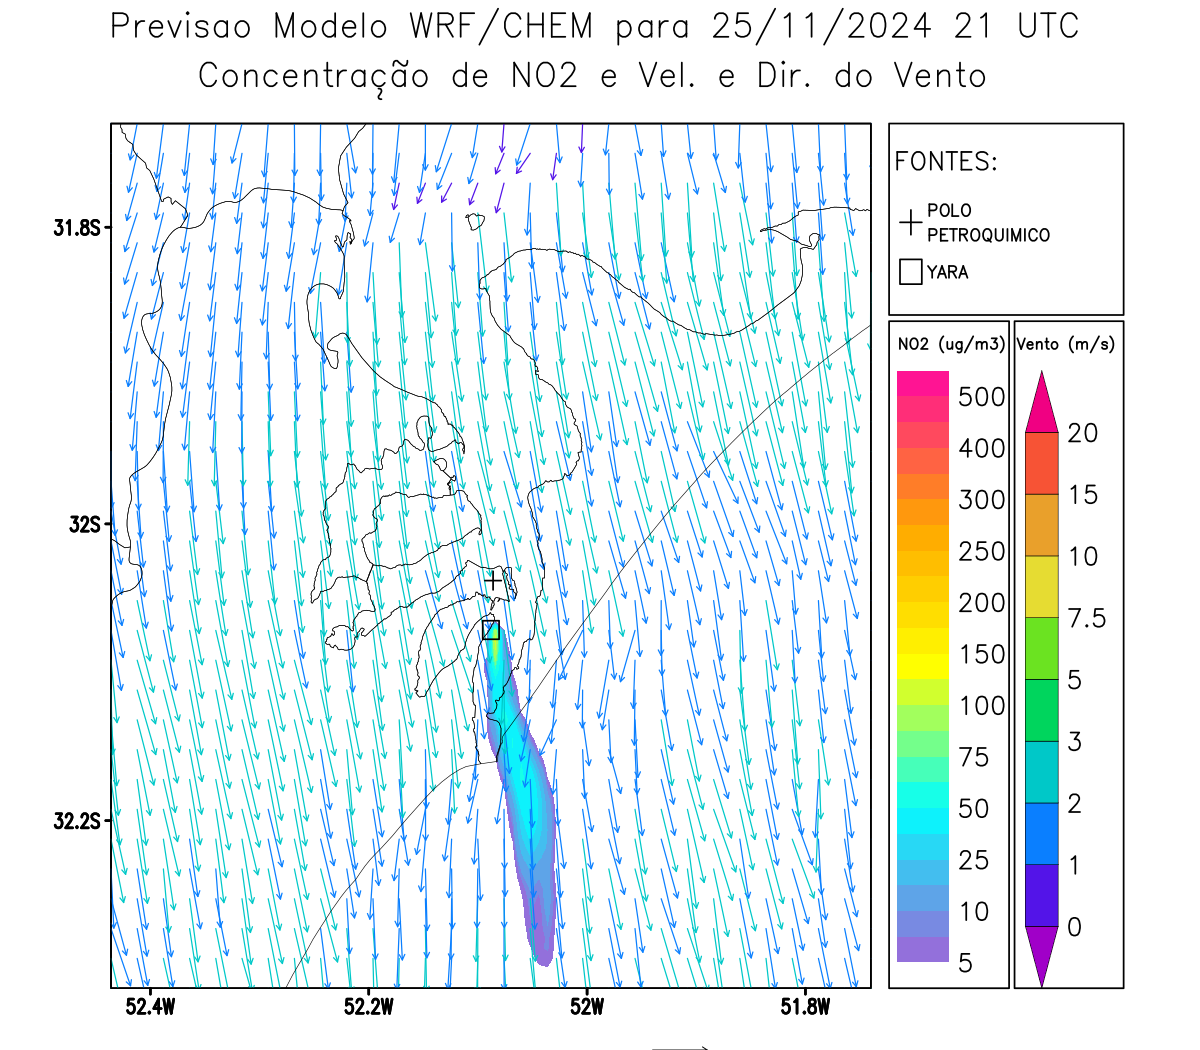 Previsao Modelo WRF/CHEM para 25/11/2024 21 UTC
Concentração de NO2 e Vel. e Dir. do Vento
FONTES:
POLO
PETROQUIMICO
YARA
NO2 (ug/m3)
500
400
300
250
200
150
100
75
50
25
10
5
Vento (m/s)
20
15
10
7.5
5
3
2
1
0
31.8S
32S
32.2S
52.4W 52.2W 52W 51.8W